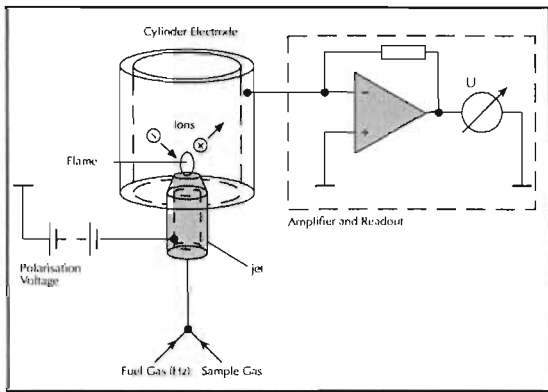 Cylinder Electrode
U
Ions
−
+
−
+
Flame
Amplifier and Readout
Polarisation
Voltage
jet
Fuel Gas (H2) Sample Gas